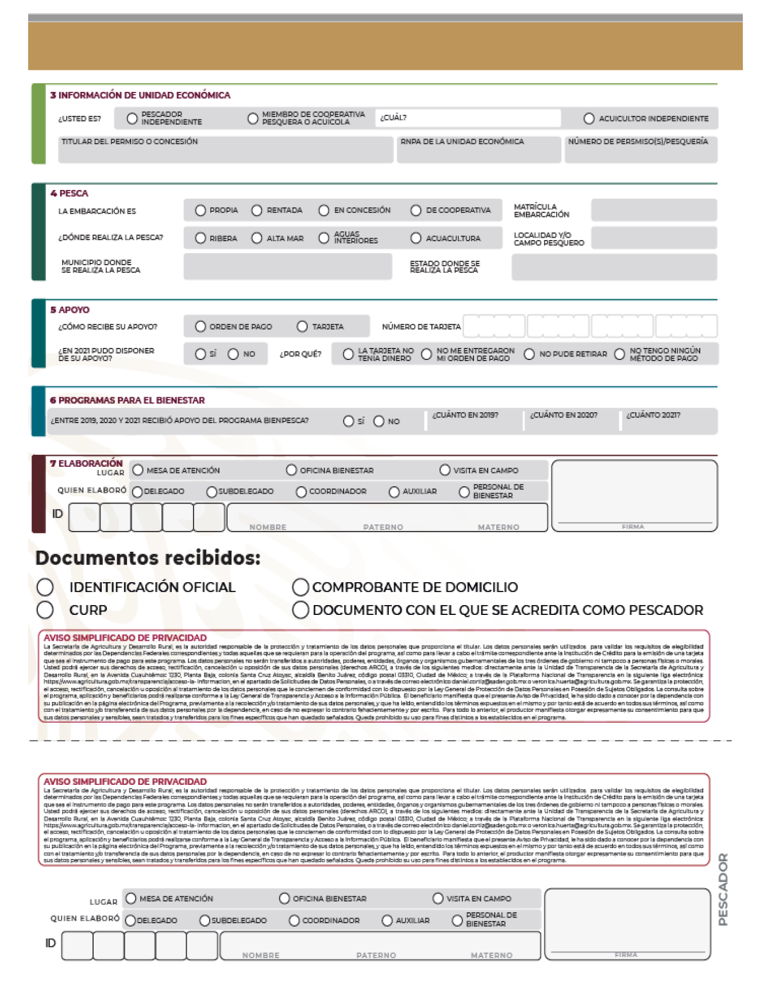 3 INFORMACIÓN DE UNIDAD ECONÓMICA
¿USTED ES?
PESCADOR INDEPENDIENTE
MIEMBRO DE COOPERATIVA PESQUERA O ACUICOLA
¿CUÁL?
ACUICULTOR INDEPENDIENTE
TITULAR DEL PERMISO O CONCESIÓN
RNPA DE LA UNIDAD ECONÓMICA
NÚMERO DE PERSMISO(S)/PESQUERÍA
4 PESCA
LA EMBARCACIÓN ES
PROPIA
RENTADA
EN CONCESIÓN
DE COOPERATIVA
MATRÍCULA EMBARCACIÓN
¿DÓNDE REALIZA LA PESCA?
RIBERA
ALTA MAR
AGUAS INTERIORES
ACUACULTURA
LOCALIDAD Y/O CAMPO PESQUERO
MUNICIPIO DONDE SE REALIZA LA PESCA
ESTADO DONDE SE REALIZA LA PESCA
5 APOYO
¿CÓMO RECIBE SU APOYO?
ORDEN DE PAGO
TARJETA
NÚMERO DE TARJETA
¿EN 2021 PUDO DISPONER DE SU APOYO?
SÍ
NO
¿POR QUÉ?
LA TARJETA NO TENÍA DINERO
NO ME ENTREGARON MI ORDEN DE PAGO
NO PUDE RETIRAR
NO TENGO NINGÚN MÉTODO DE PAGO
6 PROGRAMAS PARA EL BIENESTAR
¿ENTRE 2019, 2020 Y 2021 RECIBIÓ APOYO DEL PROGRAMA BIENPESCA?
SÍ
NO
¿CUÁNTO EN 2019?
¿CUÁNTO EN 2020?
¿CUÁNTO 2021?
7 ELABORACIÓN
LUGAR
MESA DE ATENCIÓN
OFICINA BIENESTAR
VISITA EN CAMPO
QUIEN ELABORÓ
DELEGADO
SUBDELEGADO
COORDINADOR
AUXILIAR
PERSONAL DE BIENESTAR
ID
NOMBRE
PATERNO
MATERNO
FIRMA
Documentos recibidos:
IDENTIFICACIÓN OFICIAL
COMPROBANTE DE DOMICILIO
CURP
DOCUMENTO CON EL QUE SE ACREDITA COMO PESCADOR
AVISO SIMPLIFICADO DE PRIVACIDAD
La Secretaría de Agricultura y Desarrollo Rural, es la autoridad responsable de la protección y tratamiento de los datos personales que proporciona el titular. Los datos personales serán utilizados para validar los requisitos de elegibilidad
determinados por las Dependencias Federales correspondientes y todas aquellas que se requieran para la operación del programa, así como para llevar a cabo el trámite correspondiente ante la Institución de Crédito para la emisión de una tarjeta
que sea el instrumento de pago para este programa. Los datos personales no serán transferidos a autoridades, poderes, entidades, órganos y organismos gubernamentales de los tres órdenes de gobierno ni tampoco a personas físicas o morales.
Usted podrá ejercer sus derechos de acceso, rectificación, cancelación u oposición de sus datos personales (derechos ARCO), a través de los siguientes medios: directamente ante la Unidad de Transparencia de la Secretaría de Agricultura y
Desarrollo Rural, en la Avenida Cuauhtémoc 1230, Planta Baja, colonia Santa Cruz Atoyac, alcaldía Benito Juárez, código postal 03310, Ciudad de México; a través de la Plataforma Nacional de Transparencia en la siguiente liga electrónica:
https://www.agricultura.gob.mx/transparencia/acceso-la- informacion, en el apartado de Solicitudes de Datos Personales, o a través de correo electrónico daniel.cortiz@sader.gob.mx o veronica.huerta@agricultura.gob.mx. Se garantiza la protección,
el acceso, rectificación, cancelación u oposición al tratamiento de los datos personales que le conciernen de conformidad con lo dispuesto por la Ley General de Protección de Datos Personales en Posesión de Sujetos Obligados. La consulta sobre
el programa, aplicación y beneficiarios podrá realizarse conforme a la Ley General de Transparencia y Acceso a la Información Pública. El beneficiario manifiesta que el presente Aviso de Privacidad, le ha sido dado a conocer por la dependencia con
su publicación en la página electrónica del Programa, previamente a la recolección y/o tratamiento de sus datos personales, y que ha leído, entendido los términos expuestos en el mismo y por tanto está de acuerdo en todos sus términos, así como
con el tratamiento y/o transferencia de sus datos personales por la dependencia, en caso de no expresar lo contrario fehacientemente y por escrito. Para todo lo anterior, el productor manifiesta otorgar expresamente su consentimiento para que
sus datos personales y sensibles, sean tratados y transferidos para los fines específicos que han quedado señalados. Queda prohibido su uso para fines distintos a los establecidos en el programa.
AVISO SIMPLIFICADO DE PRIVACIDAD
La Secretaría de Agricultura y Desarrollo Rural, es la autoridad responsable de la protección y tratamiento de los datos personales que proporciona el titular. Los datos personales serán utilizados para validar los requisitos de elegibilidad
determinados por las Dependencias Federales correspondientes y todas aquellas que se requieran para la operación del programa, así como para llevar a cabo el trámite correspondiente ante la Institución de Crédito para la emisión de una tarjeta
que sea el instrumento de pago para este programa. Los datos personales no serán transferidos a autoridades, poderes, entidades, órganos y organismos gubernamentales de los tres órdenes de gobierno ni tampoco a personas físicas o morales.
Usted podrá ejercer sus derechos de acceso, rectificación, cancelación u oposición de sus datos personales (derechos ARCO), a través de los siguientes medios: directamente ante la Unidad de Transparencia de la Secretaría de Agricultura y
Desarrollo Rural, en la Avenida Cuauhtémoc 1230, Planta Baja, colonia Santa Cruz Atoyac, alcaldía Benito Juárez, código postal 03310, Ciudad de México; a través de la Plataforma Nacional de Transparencia en la siguiente liga electrónica:
https://www.agricultura.gob.mx/transparencia/acceso-la- informacion, en el apartado de Solicitudes de Datos Personales, o a través de correo electrónico daniel.cortiz@sader.gob.mx o veronica.huerta@agricultura.gob.mx. Se garantiza la protección,
el acceso, rectificación, cancelación u oposición al tratamiento de los datos personales que le conciernen de conformidad con lo dispuesto por la Ley General de Protección de Datos Personales en Posesión de Sujetos Obligados. La consulta sobre
el programa, aplicación y beneficiarios podrá realizarse conforme a la Ley General de Transparencia y Acceso a la Información Pública. El beneficiario manifiesta que el presente Aviso de Privacidad, le ha sido dado a conocer por la dependencia con
su publicación en la página electrónica del Programa, previamente a la recolección y/o tratamiento de sus datos personales, y que ha leído, entendido los términos expuestos en el mismo y por tanto está de acuerdo en todos sus términos, así como
con el tratamiento y/o transferencia de sus datos personales por la dependencia, en caso de no expresar lo contrario fehacientemente y por escrito. Para todo lo anterior, el productor manifiesta otorgar expresamente su consentimiento para que
sus datos personales y sensibles, sean tratados y transferidos para los fines específicos que han quedado señalados. Queda prohibido su uso para fines distintos a los establecidos en el programa.
PESCADOR
LUGAR
MESA DE ATENCIÓN
OFICINA BIENESTAR
VISITA EN CAMPO
QUIEN ELABORÓ
DELEGADO
SUBDELEGADO
COORDINADOR
AUXILIAR
PERSONAL DE BIENESTAR
ID
NOMBRE
PATERNO
MATERNO
FIRMA